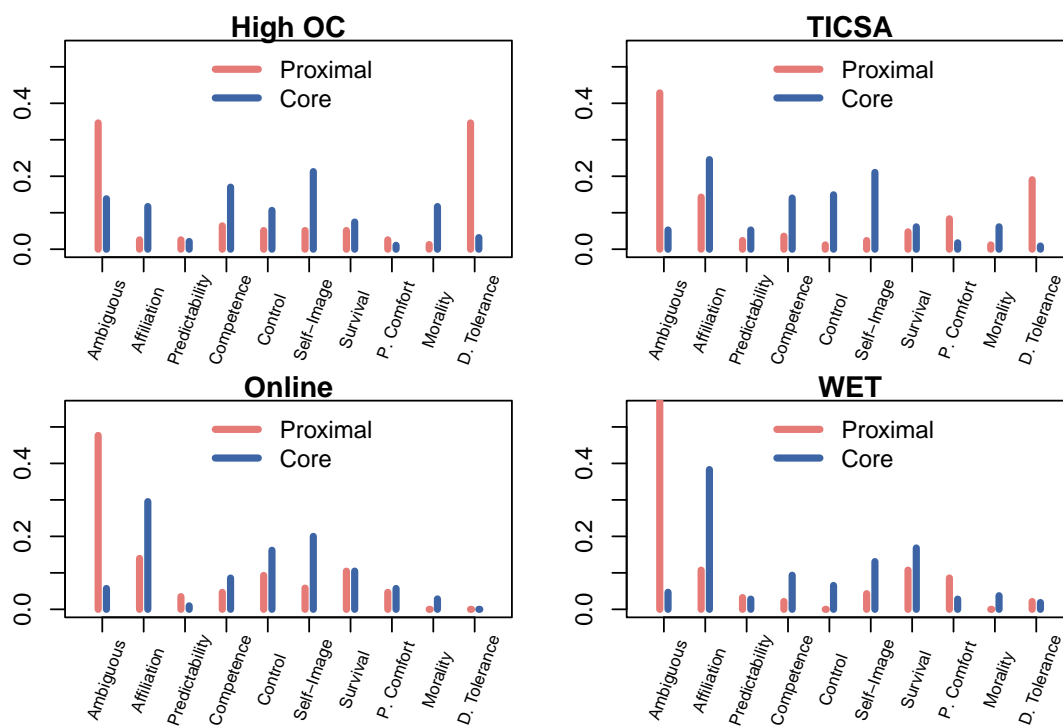 High OC
Proximal
Core
0.0
0.2
0.4
Ambiguous
Affiliation
Predictability
Competence
Control
Self−Image
Survival
P. Comfort
Morality
D. Tolerance
TICSA
Proximal
Core
0.0
0.2
0.4
Ambiguous
Affiliation
Predictability
Competence
Control
Self−Image
Survival
P. Comfort
Morality
D. Tolerance
Online
Proximal
Core
0.0
0.2
0.4
Ambiguous
Affiliation
Predictability
Competence
Control
Self−Image
Survival
P. Comfort
Morality
D. Tolerance
WET
Proximal
Core
0.0
0.2
0.4
Ambiguous
Affiliation
Predictability
Competence
Control
Self−Image
Survival
P. Comfort
Morality
D. Tolerance